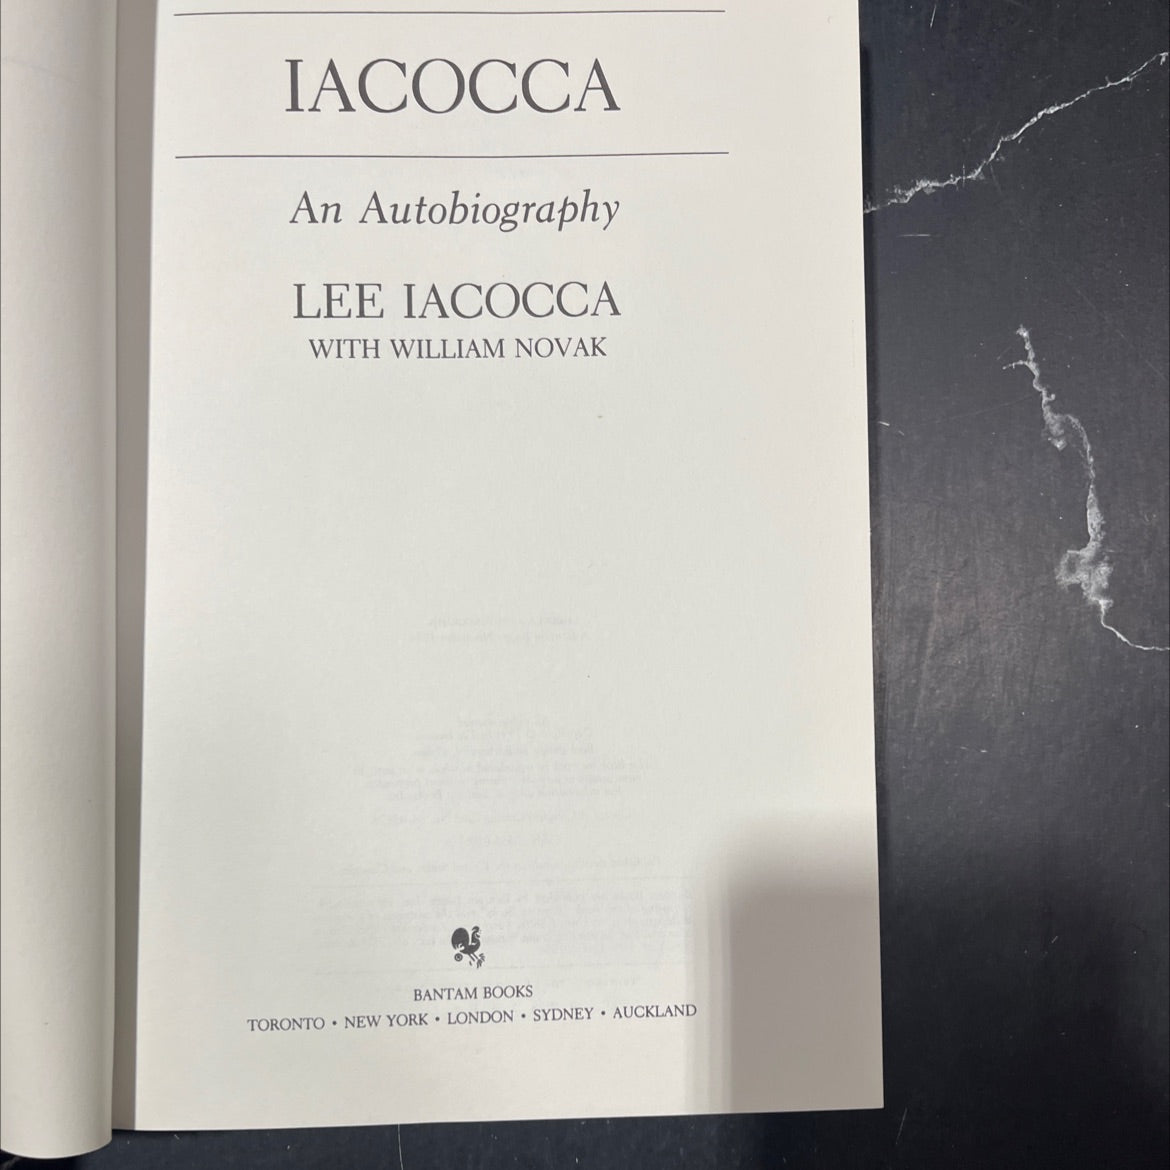 IACOCCA
An Autobiography
LEE IACOCCA
WITH WILLIAM NOVAK
BANTAM BOOKS
TORONTO • NEW YORK • LONDON • SYDNEY • AUCKLAND